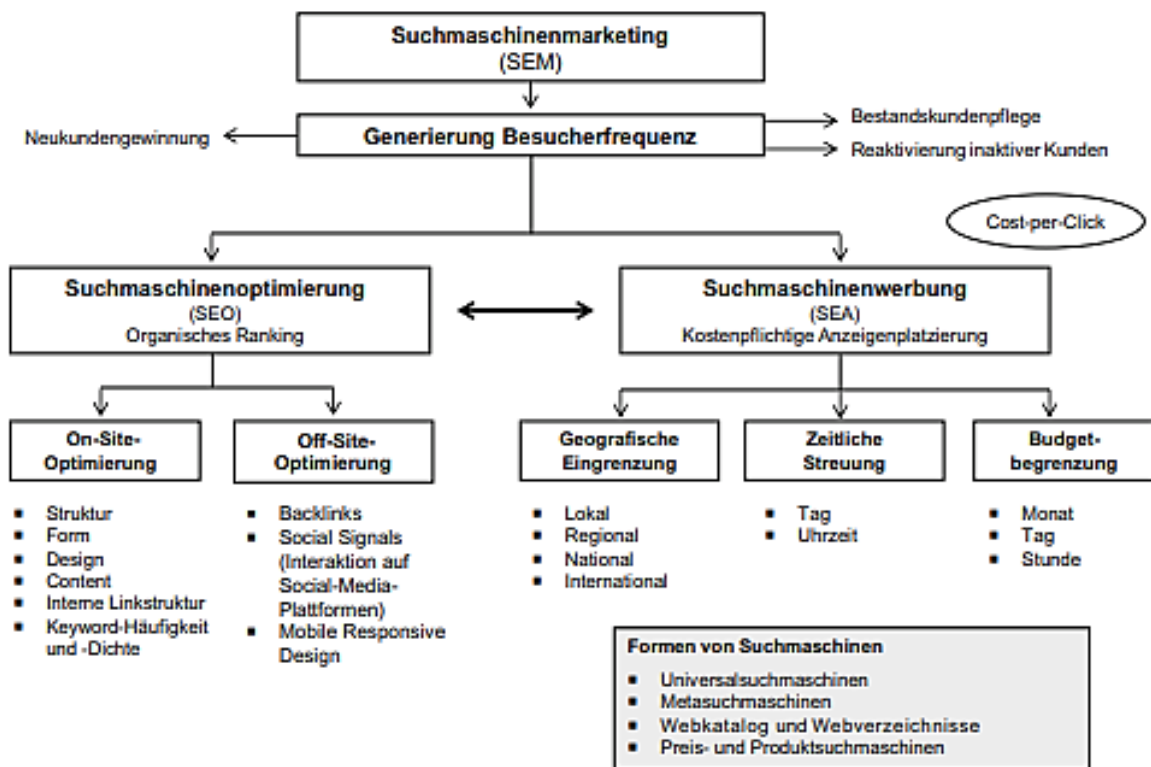 Suchmaschinenmarketing
(SEM)
Neukundengewinnung
Generierung Besucherfrequenz
Bestandskundenpflege
Reaktivierung inaktiver Kunden
Cost-per-Click
Suchmaschinenoptimierung
(SEO)
Organisches Ranking
Suchmaschinenwerbung
(SEA)
Kostenpflichtige Anzeigenplatzierung
On-Site-
Optimierung
▪ Struktur
▪ Form
▪ Design
▪ Content
▪ Interne Linkstruktur
▪ Keyword-Häufigkeit
und -Dichte
Off-Site-
Optimierung
▪ Backlinks
▪ Social Signals
(Interaktion auf
Social-Media-
Plattformen)
▪ Mobile Responsive
Design
Geografische
Eingrenzung
▪ Lokal
▪ Regional
▪ National
▪ International
Zeitliche
Streuung
▪ Tag
▪ Uhrzeit
Budget-
begrenzung
▪ Monat
▪ Tag
▪ Stunde
Formen von Suchmaschinen
▪ Universalsuchmaschinen
▪ Metasuchmaschinen
▪ Webkatalog und Webverzeichnisse
▪ Preis- und Produktsuchmaschinen